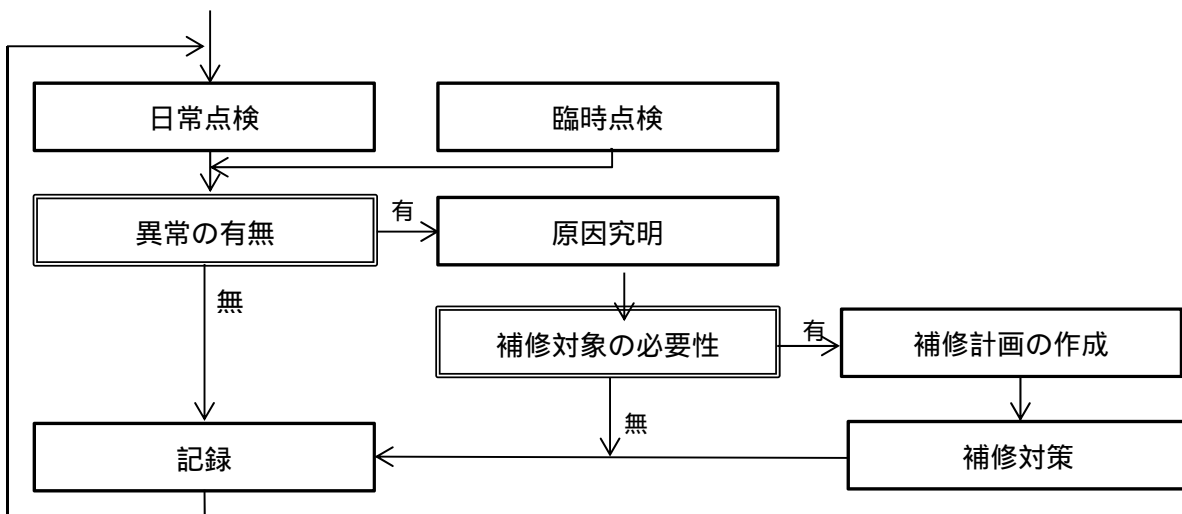 日常点検
臨時点検
異常の有無
有
原因究明
無
補修対象の必要性
有
補修計画の作成
無
記録
補修対策